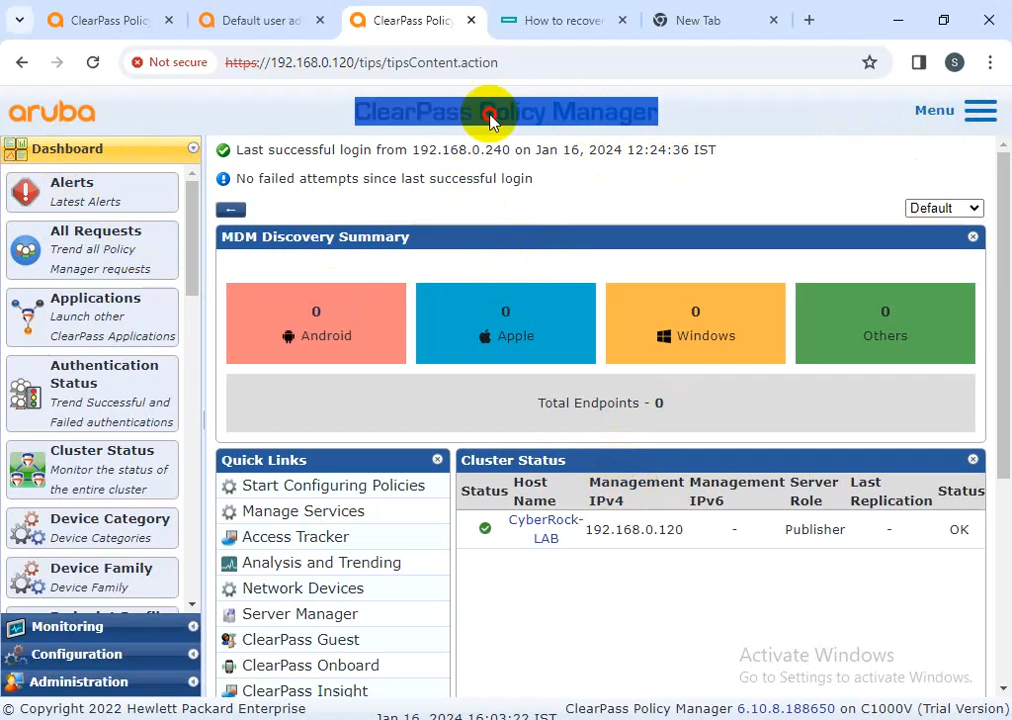 ClearPass Policy
Default user ad
ClearPass Policy
How to recove
New Tab
Not secure
https://192.168.0.120/tips/tipsContent.action
S
aruba
ClearPass Policy Manager
Menu
Dashboard
Alerts
Latest Alerts
All Requests
Trend all Policy
Manager requests
Applications
Launch other
ClearPass Applications
Authentication
Status
Trend Successful and
Failed authentications
Cluster Status
Monitor the status of
the entire cluster
Device Category
Device Categories
Device Family
Device Family
Monitoring
Configuration
Administration
Last successful login from 192.168.0.240 on Jan 16, 2024 12:24:36 IST
No failed attempts since last successful login
Default
MDM Discovery Summary
0
Android
0
Apple
0
Windows
0
Others
Total Endpoints - 0
Quick Links
Start Configuring Policies
Manage Services
Access Tracker
Analysis and Trending
Network Devices
Server Manager
ClearPass Guest
ClearPass Onboard
ClearPass Insight
Cluster Status
Status Host Name Management IPv4 Management IPv6 Server Role Last Replication Status
CyberRock-LAB 192.168.0.120 - Publisher - OK
Activate Windows
Go to Settings to activate Windows.
© Copyright 2022 Hewlett Packard Enterprise
Jan 16, 2024 16:03:22 IST
ClearPass Policy Manager 6.10.8.188650 on C1000V (Trial Version)